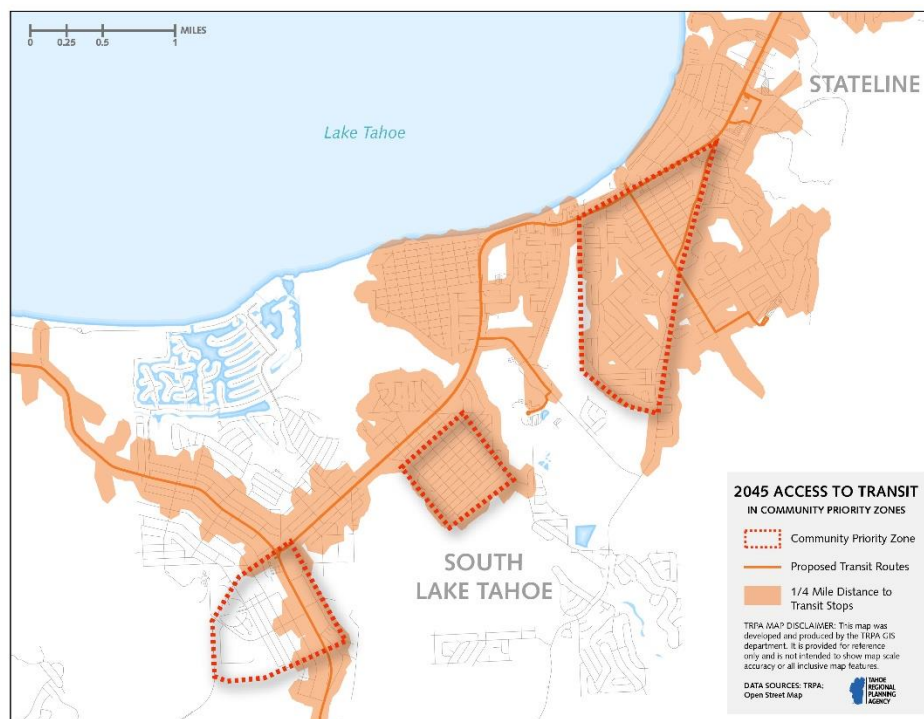 MILES
0 0.25 0.5 1
STATELINE
Lake Tahoe
SOUTH
LAKE TAHOE
2045 ACCESS TO TRANSIT
IN COMMUNITY PRIORITY ZONES
Community Priority Zone
Proposed Transit Routes
1/4 Mile Distance to
Transit Stops
TRPA MAP DISCLAIMER: This map was
developed and produced by the TRPA GIS
department. It is provided for reference
only and is not intended to show map scale
accuracy or all inclusive map features.
DATA SOURCES: TRPA;
Open Street Map
TAHOE
REGIONAL
PLANNING
AGENCY